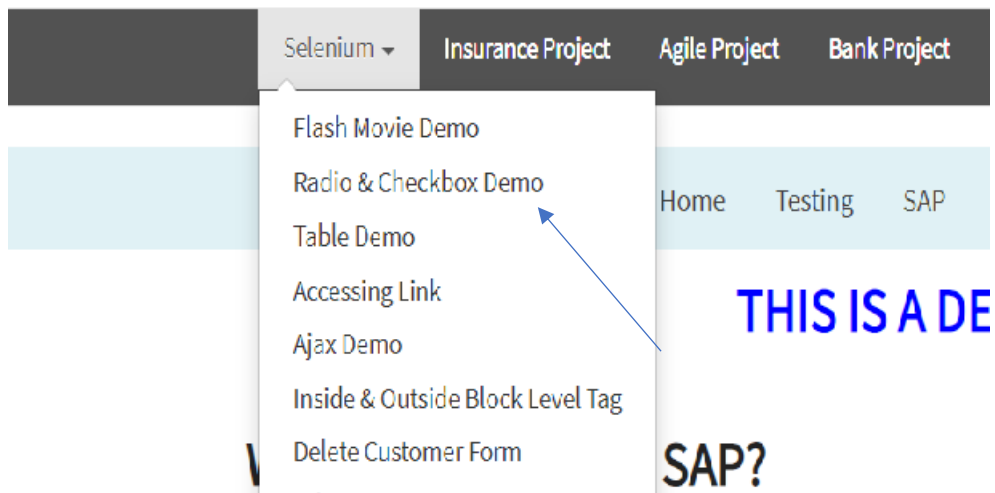 Selenium Insurance Project Agile Project Bank Project
Flash Movie Demo
Radio & Checkbox Demo
Home Testing SAP
Table Demo
Accessing Link
THIS IS A DE
Ajax Demo
Inside & Outside Block Level Tag
Delete Customer Form
SAP?